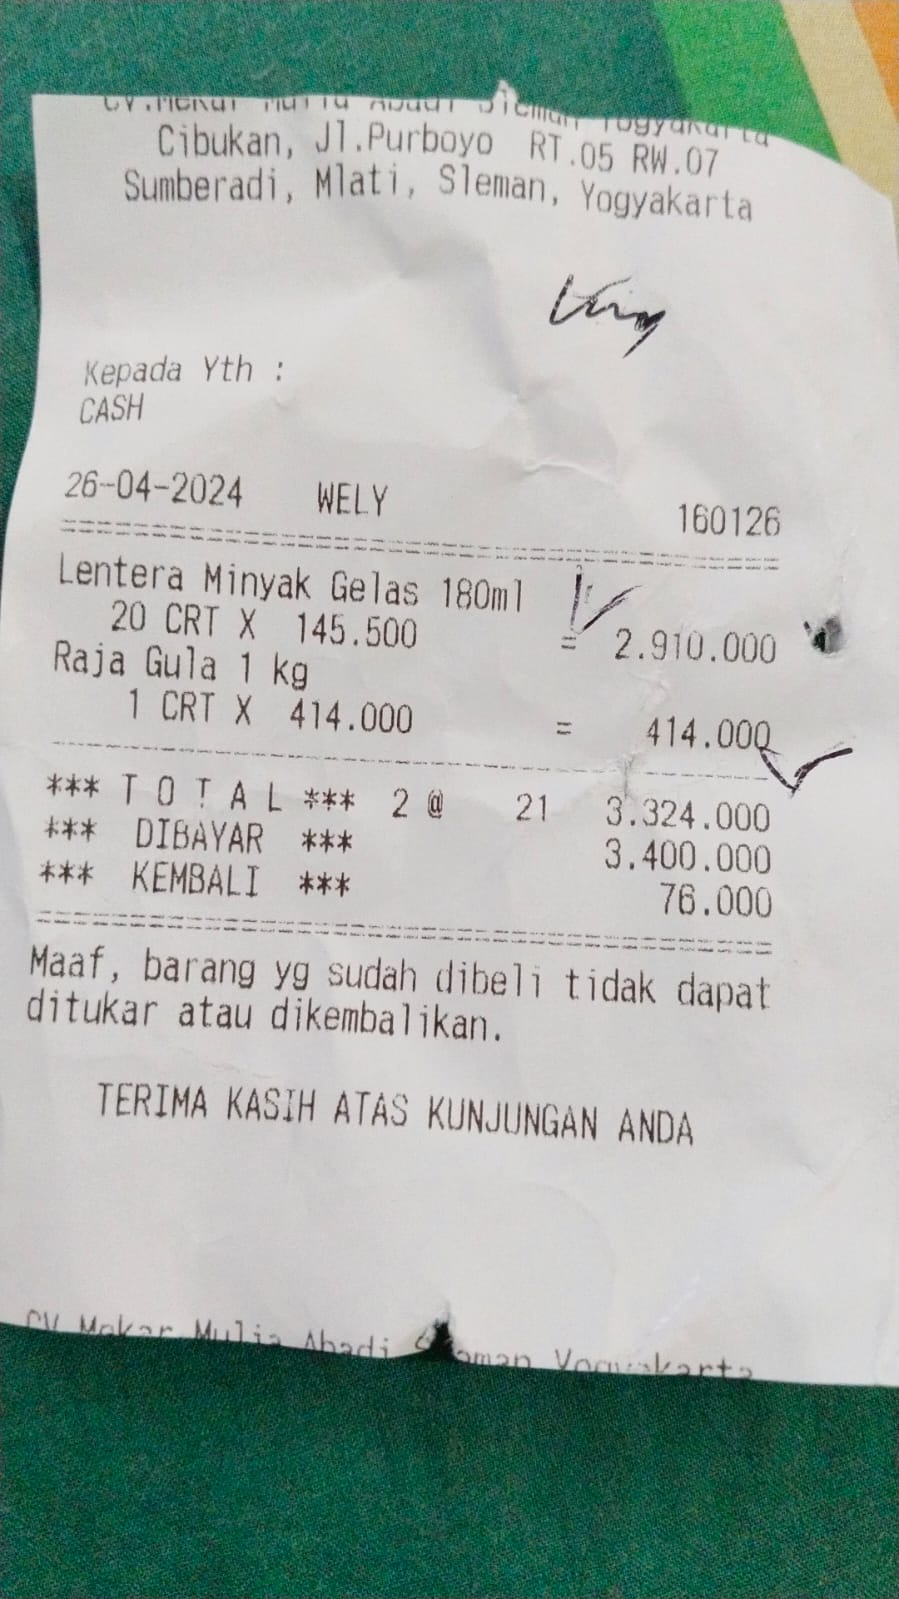 CV.Mekar Mulia Abadi Sleman Yogyakarta
Cibukan, Jl.Purboyo RT.05 RW.07
Sumberadi, Mlati, Sleman, Yogyakarta
Kepada Yth :
CASH
26-04-2024 WELY 160126
Lentera Minyak Gelas 180ml
20 CRT X 145.500 = 2.910.000
Raja Gula 1 kg
1 CRT X 414.000 = 414.000
*** T O T A L *** 2 @ 21 3.324.000
*** DIBAYAR *** 3.400.000
*** KEMBALI *** 76.000
Maaf, barang yg sudah dibeli tidak dapat
ditukar atau dikembalikan.
TERIMA KASIH ATAS KUNJUNGAN ANDA
CV.Mekar Mulia Abadi Sleman Yogyakarta